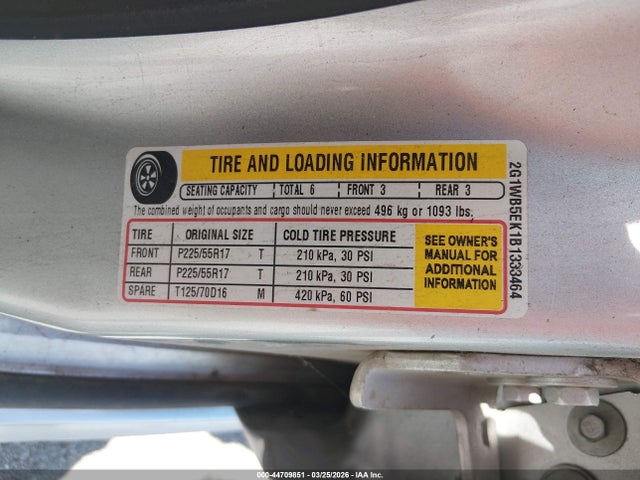 TIRE AND LOADING INFORMATION
SEATING CAPACITY TOTAL 6 FRONT 3 REAR 3
The combined weight of occupants and cargo should never exceed 496 kg or 1093 lbs.
TIRE ORIGINAL SIZE COLD TIRE PRESSURE
FRONT P225/55R17 T 210 kPa, 30 PSI
REAR P225/55R17 T 210 kPa, 30 PSI
SPARE T125/70D16 M 420 kPa, 60 PSI
SEE OWNER'S
MANUAL FOR
ADDITIONAL
INFORMATION
2G1WB5EK1B1333464
000-44709851 - 03/25/2026 - IAA Inc.